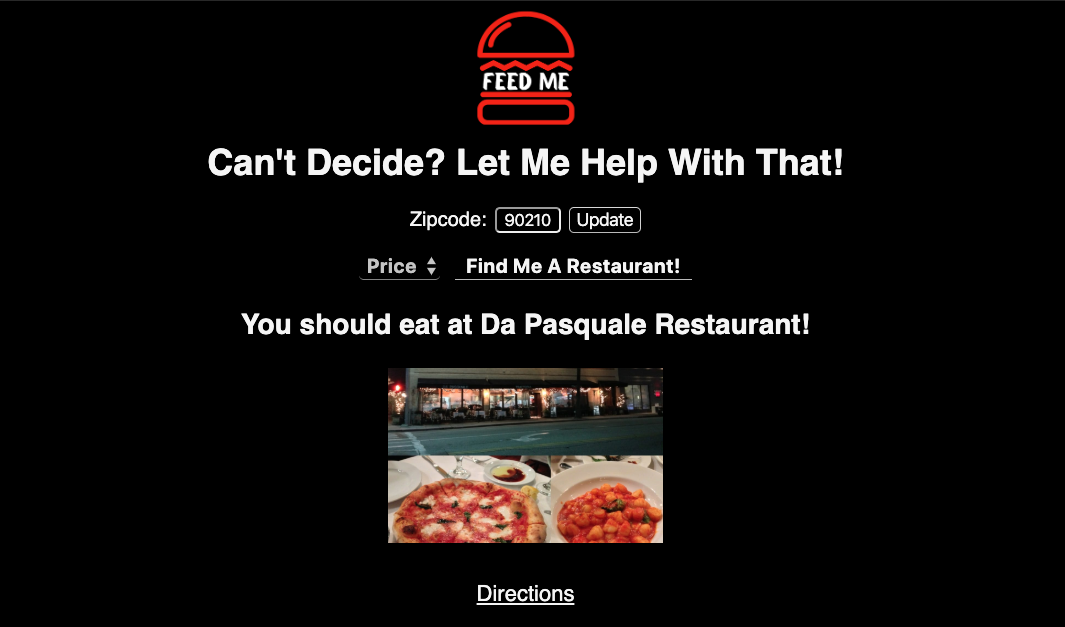 FEED ME
Can't Decide? Let Me Help With That!
Zipcode: 90210 Update
Price Find Me A Restaurant!
You should eat at Da Pasquale Restaurant!
Directions